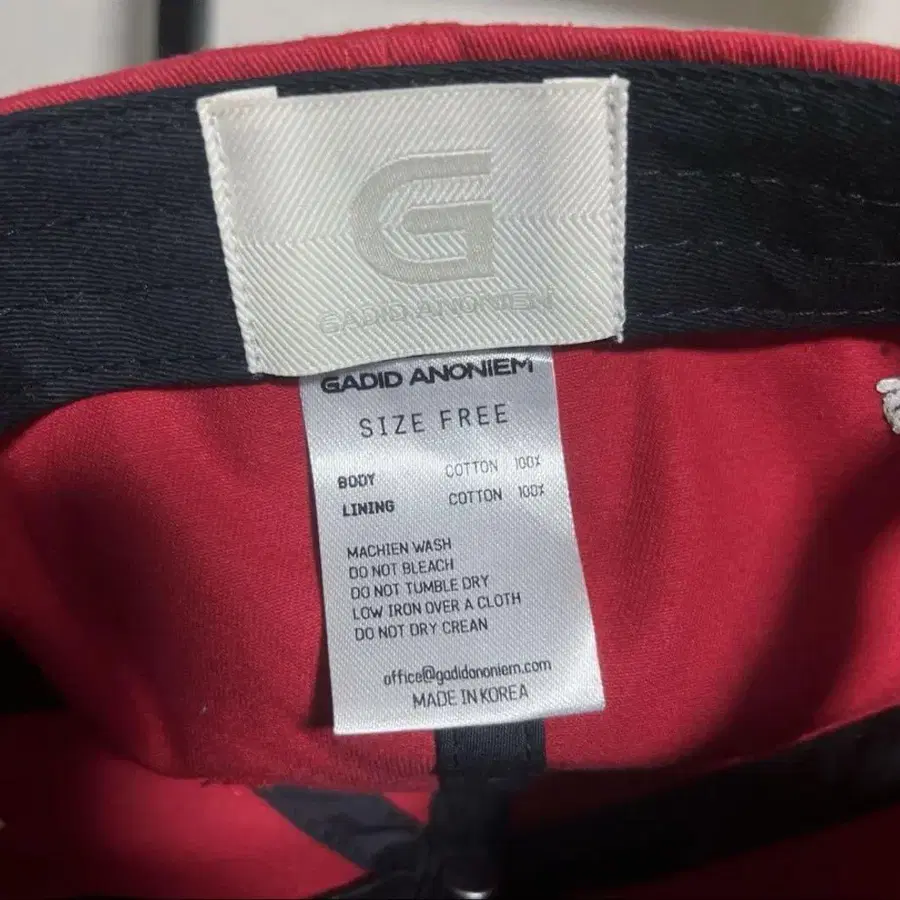 G
GADID ANONIEM
GADID ANONIEM
SIZE FREE
BODY COTTON 100%
LINING COTTON 100%
MACHIEN WASH
DO NOT BLEACH
DO NOT TUMBLE DRY
LOW IRON OVER A CLOTH
DO NOT DRY CREAN
office@gadidanoniem.com
MADE IN KOREA